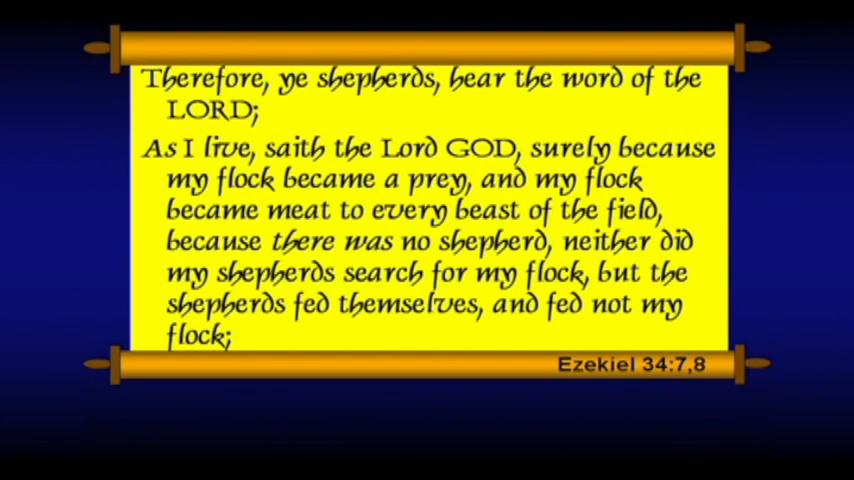 Therefore, ye shepherds, hear the word of the
LORD;
As I live, saith the Lord GOD, surely because
my flock became a prey, and my flock
became meat to every beast of the field,
because there was no shepherd, neither did
my shepherds search for my flock, but the
shepherds fed themselves, and fed not my
flock;
Ezekiel 34:7,8